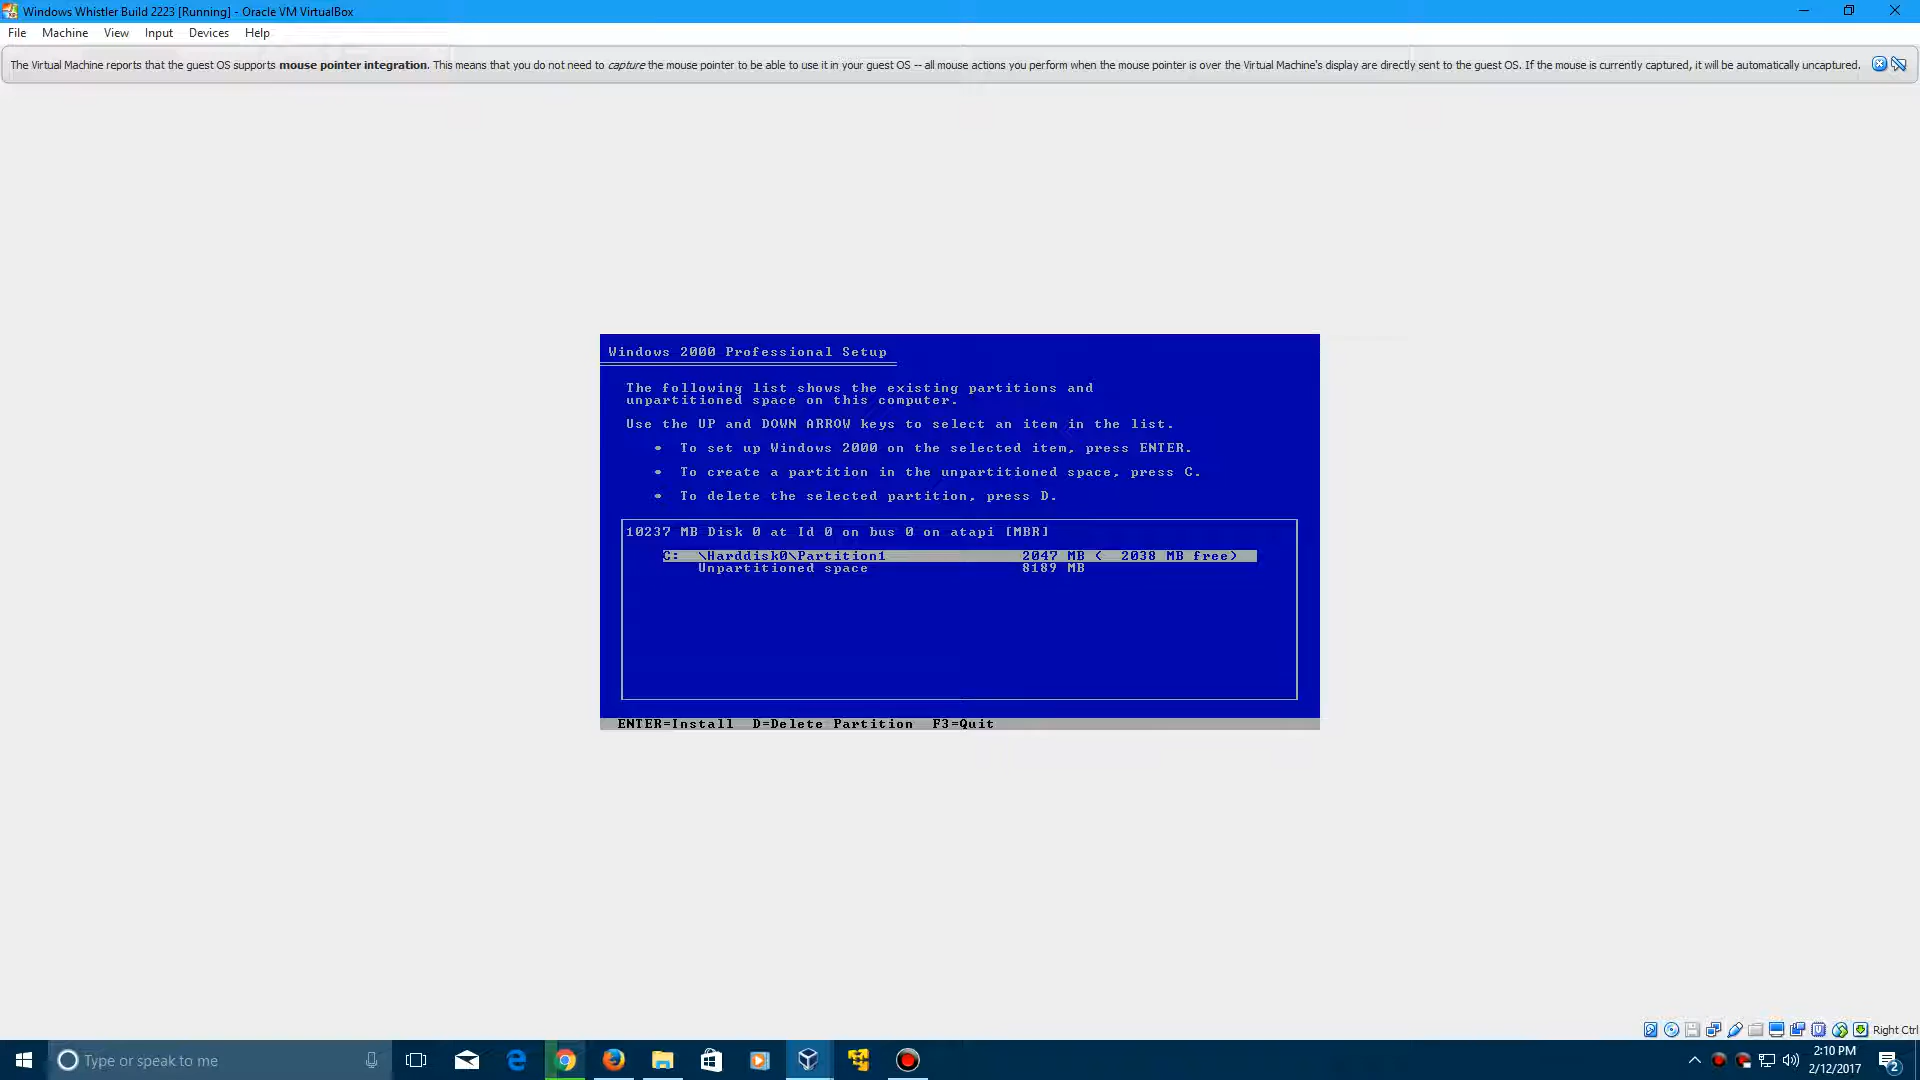 Windows Whistler Build 2223 [Running] - Oracle VM VirtualBox
File Machine View Input Devices Help
The Virtual Machine reports that the guest OS supports mouse pointer integration. This means that you do not need to capture the mouse pointer to be able to use it in your guest OS -- all mouse actions you perform when the mouse pointer is over the Virtual Machine's display are directly sent to the guest OS. If the mouse is currently captured, it will be automatically uncaptured.
Windows 2000 Professional Setup
The following list shows the existing partitions and
unpartitioned space on this computer.
Use the UP and DOWN ARROW keys to select an item in the list.
• To set up Windows 2000 on the selected item, press ENTER.
• To create a partition in the unpartitioned space, press C.
• To delete the selected partition, press D.
10237 MB Disk 0 at Id 0 on bus 0 on atapi [MBR]
C: \Harddisk0\Partition1 2047 MB ( 2038 MB free)
Unpartitioned space 8189 MB
ENTER=Install D=Delete Partition F3=Quit
Right Ctrl
Type or speak to me
2:10 PM
2/12/2017
2